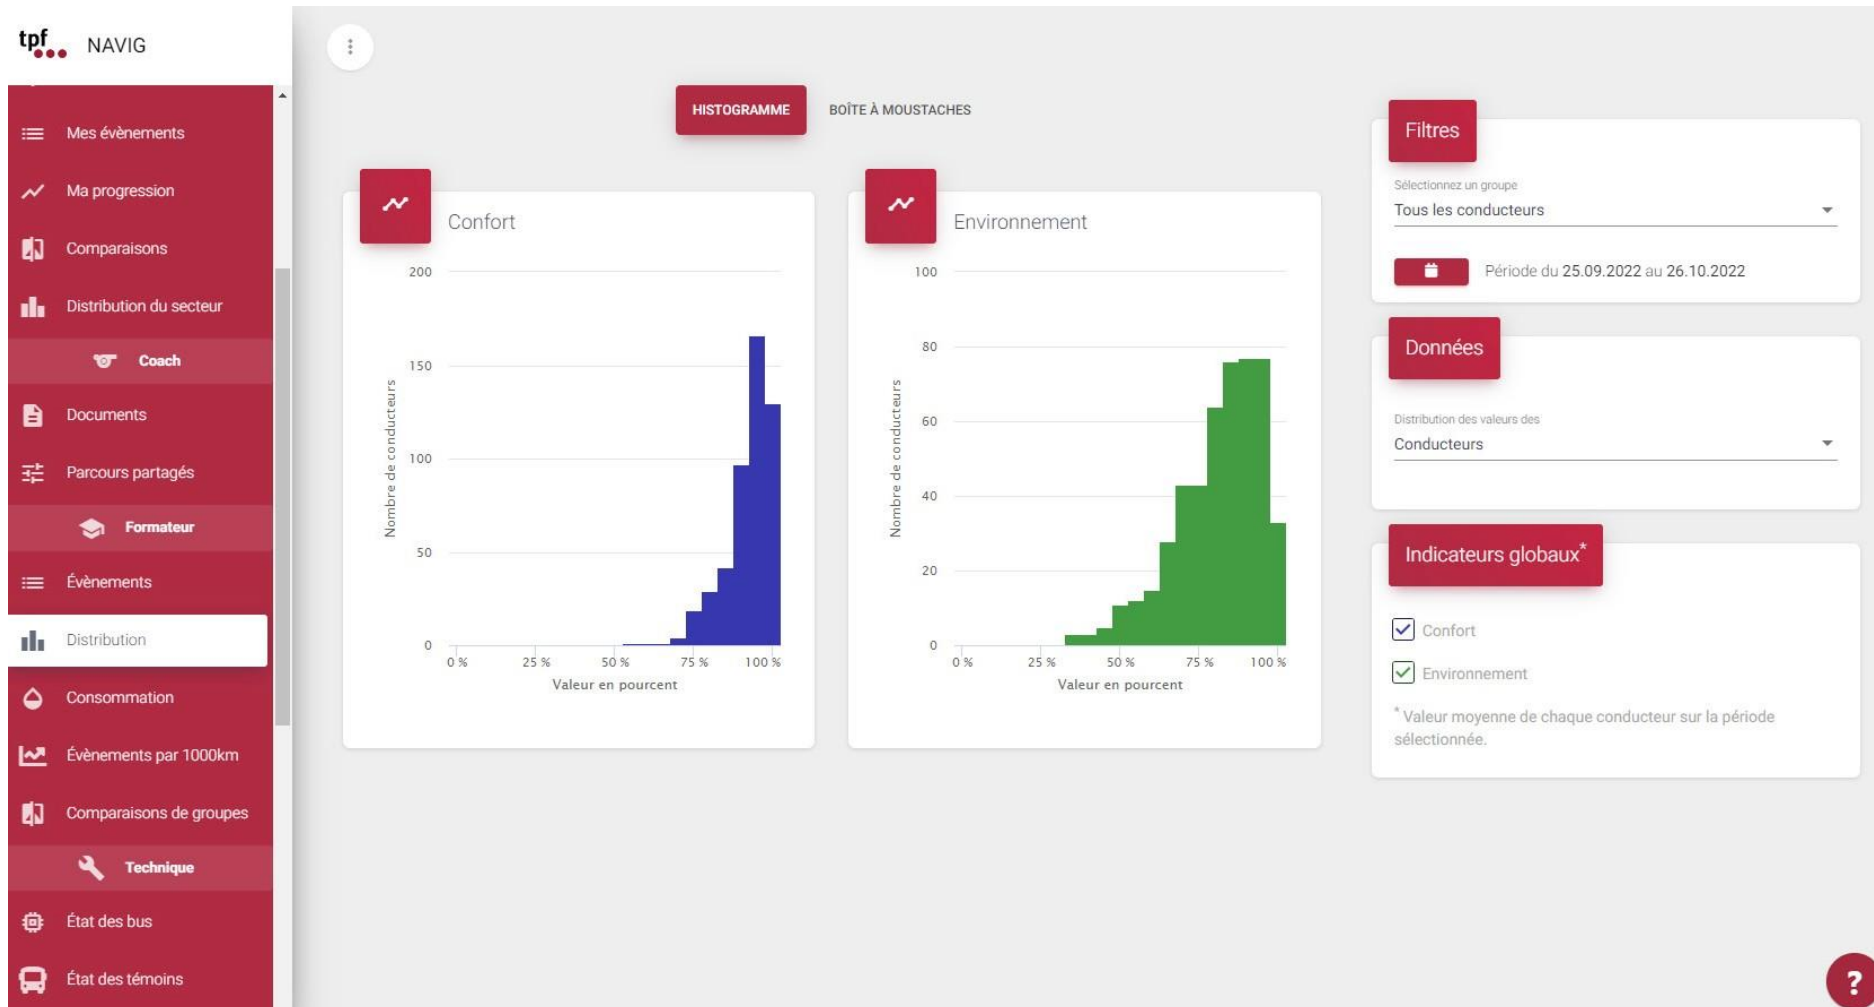 tpf NAVIG
Mes évènements
Ma progression
Comparaisons
Distribution du secteur
Coach
Documents
Parcours partagés
Formateur
Évènements
Distribution
Consommation
Évènements par 1000km
Comparaisons de groupes
Technique
État des bus
État des témoins
HISTOGRAMME BOÎTE À MOUSTACHES
Confort
200
150
100
50
0
Nombre de conducteurs
0 % 25 % 50 % 75 % 100 %
Valeur en pourcent
Environnement
100
80
60
40
20
0
Nombre de conducteurs
0 % 25 % 50 % 75 % 100 %
Valeur en pourcent
Filtres
Sélectionnez un groupe
Tous les conducteurs
Période du 25.09.2022 au 26.10.2022
Données
Distribution des valeurs des
Conducteurs
Indicateurs globaux*
Confort
Environnement
* Valeur moyenne de chaque conducteur sur la période
sélectionnée.
?